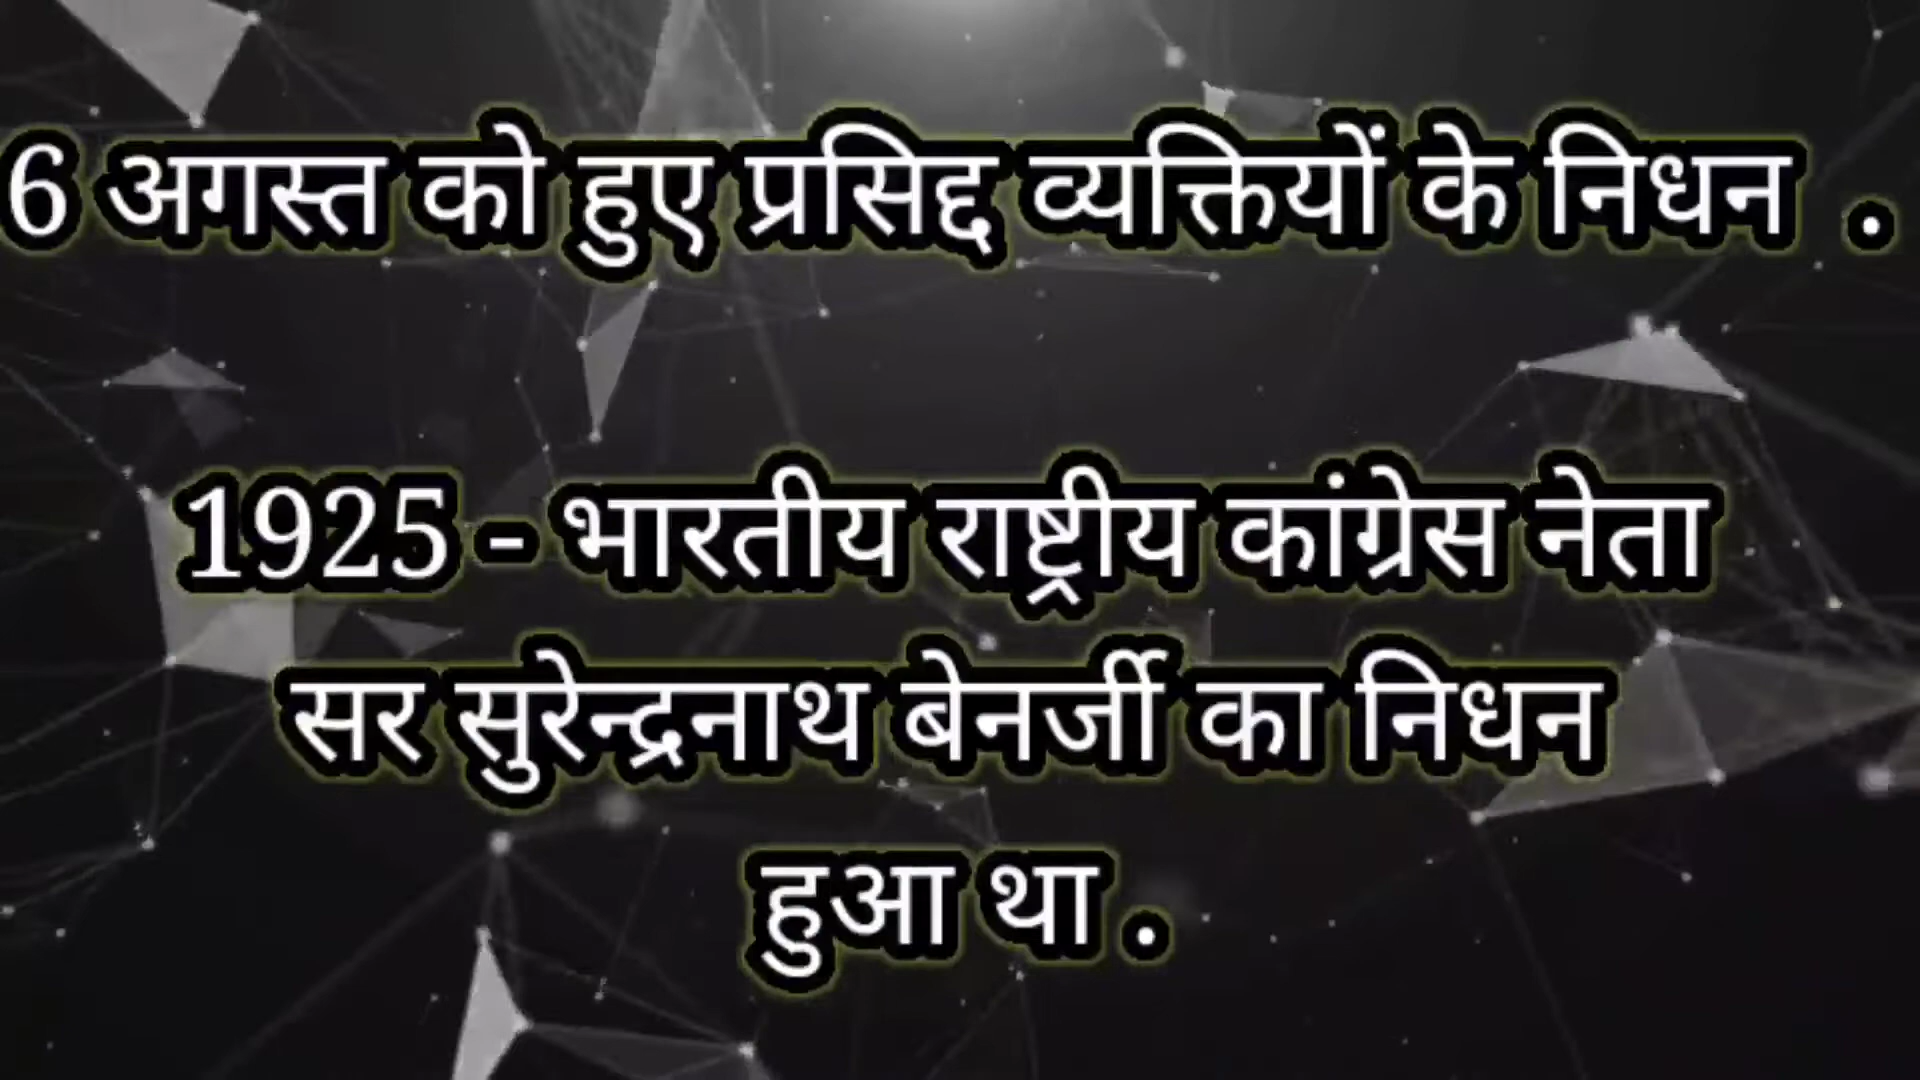 6 अगस्त को हुए प्रसिद्द व्यक्तियों के निधन .
1925 - भारतीय राष्ट्रीय कांग्रेस नेता
सर सुरेन्द्रनाथ बेनर्जी का निधन
हुआ था .